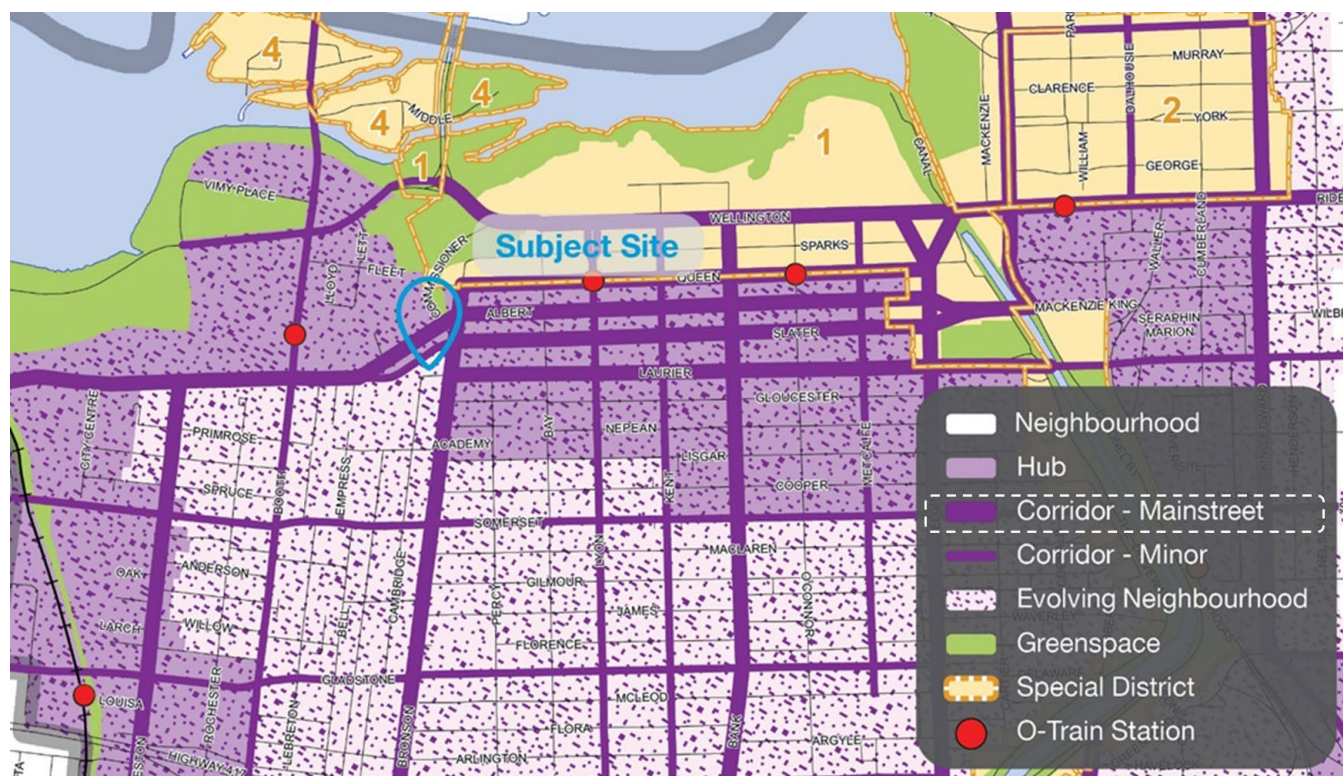 4
4
4
MIDDLE
1
1
2
MURRAY
CLARENCE
DALHOUSIE
YORK
WILLIAM
GEORGE
MACKENZIE
CANAL
VIMY PLACE
WELLINGTON
LETT
FLEET
LLOYD
COMMISSIONER
Subject Site
SPARKS
QUEEN
WALLER
CUMBERLAND
ALBERT
MACKENZIE KING
SLATER
SERAPHIN
MARION
LAURIER
GLOUCESTER
CITY CENTRE
PRIMROSE
ACADEMY
BAY
NEPEAN
LISGAR
KENT
METCALFE
COOPER
SPRUCE
BOOTH
EMPRESS
SOMERSET
MACLAREN
LYON
OAK
ANDERSON
CAMBRIDGE
GILMOUR
PERCY
JAMES
O'CONNOR
BELL
LARCH
WILLOW
FLORENCE
GLADSTONE
LOUISA
ROCHESTER
LEBRETON
BRONSON
MCLEOD
FLORA
BANK
ARGYLE
ARLINGTON
HIGHWAY 417
Neighbourhood
Hub
Corridor - Mainstreet
Corridor - Minor
Evolving Neighbourhood
Greenspace
Special District
O-Train Station